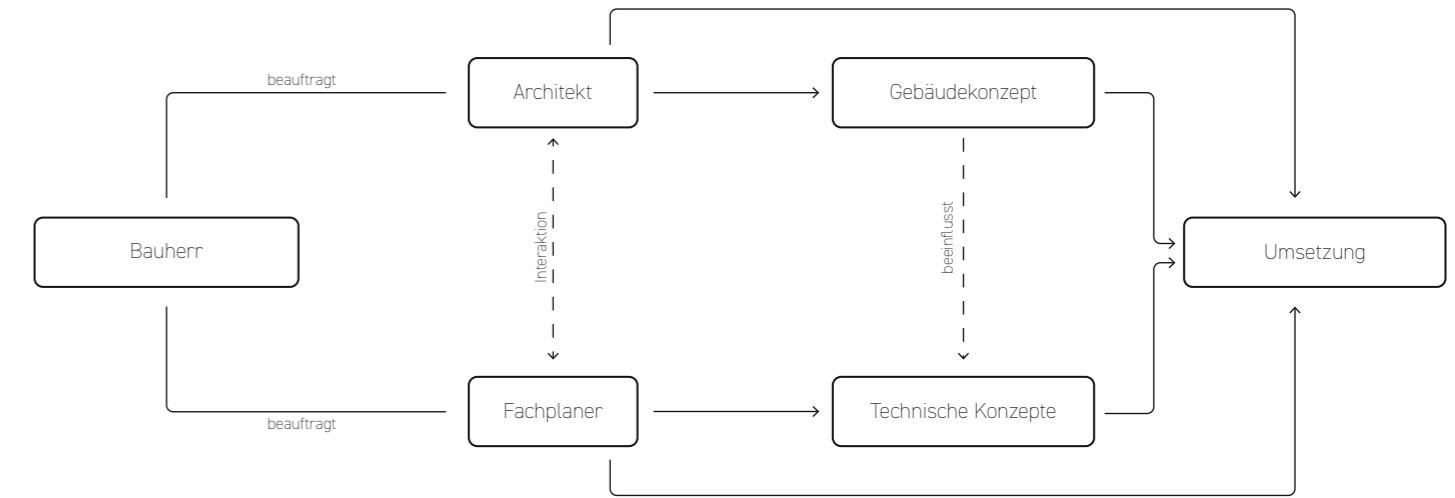 beauftragt
Architekt
Gebäudekonzept
Interaktion
beeinflusst
Bauherr
Umsetzung
Fachplaner
Technische Konzepte
beauftragt